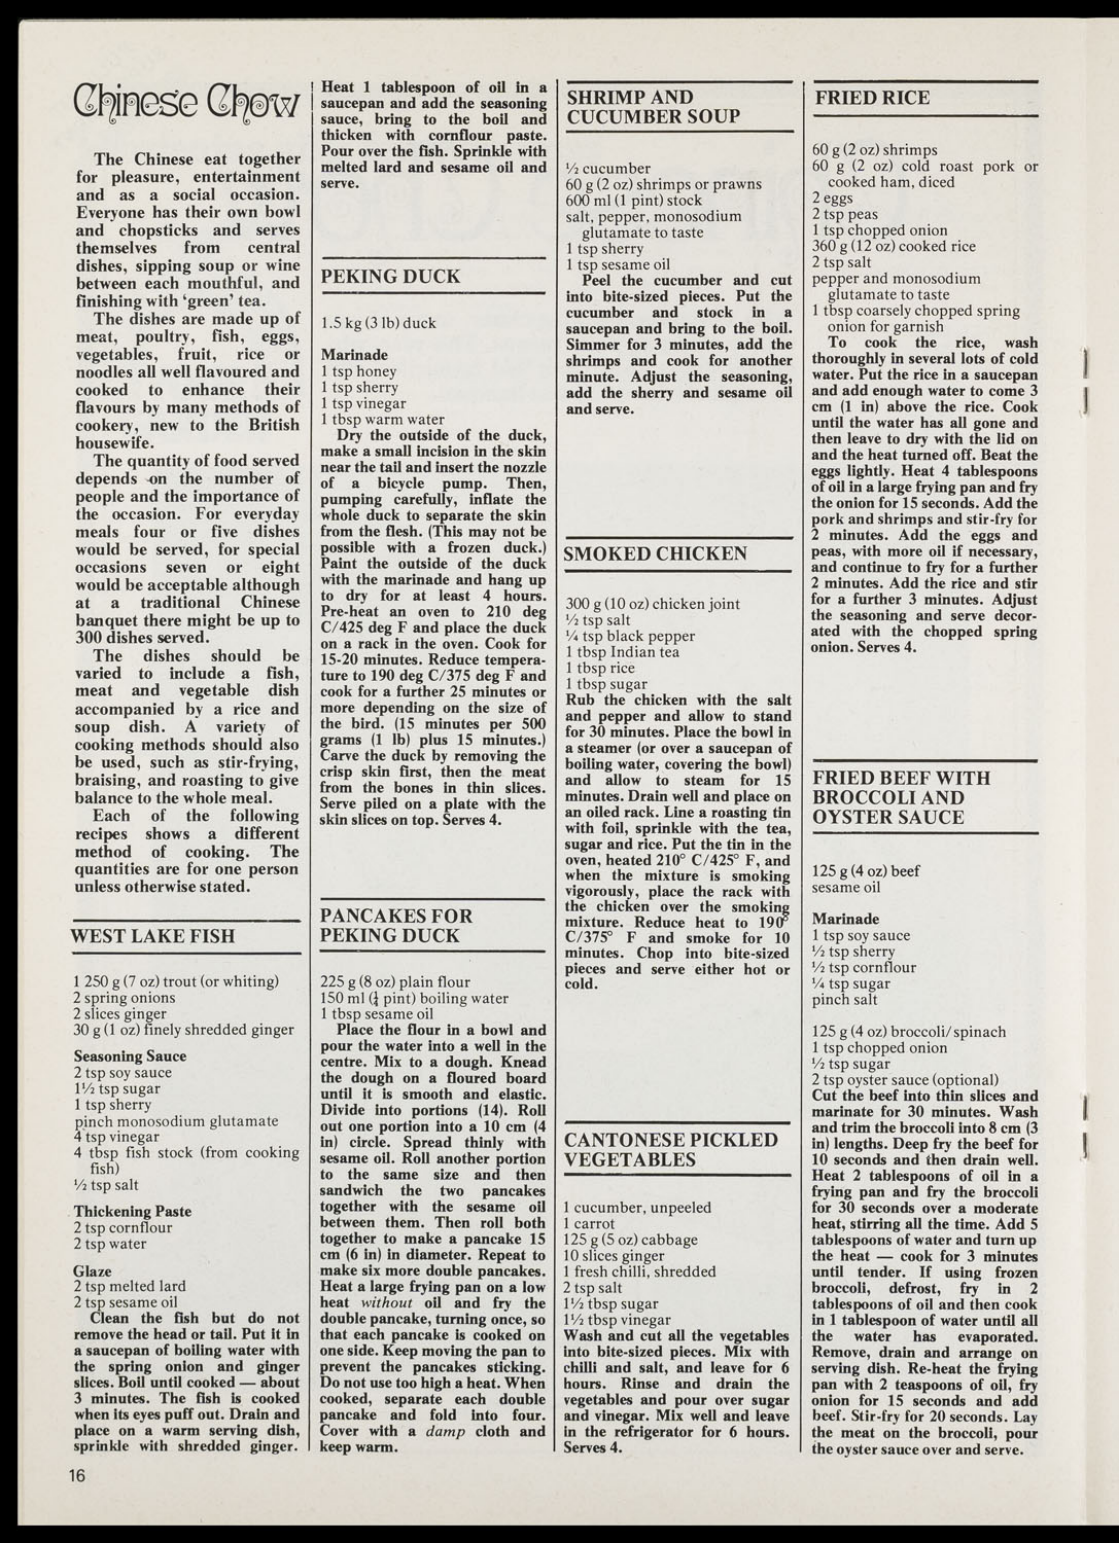 Chinese Chow
The Chinese eat together
for pleasure, entertainment
and as a social occasion.
Everyone has their own bowl
and chopsticks and serves
themselves from central
dishes, sipping soup or wine
between each mouthful, and
finishing with ‘green’ tea.
The dishes are made up of
meat, poultry, fish, eggs,
vegetables, fruit, rice or
noodles all well flavoured and
cooked to enhance their
flavours by many methods of
cookery, new to the British
housewife.
The quantity of food served
depends on the number of
people and the importance of
the occasion. For everyday
meals four or five dishes
would be served, for special
occasions seven or eight
would be acceptable although
at a traditional Chinese
banquet there might be up to
300 dishes served.
The dishes should be
varied to include a fish,
meat and vegetable dish
accompanied by a rice and
soup dish. A variety of
cooking methods should also
be used, such as stir-frying,
braising, and roasting to give
balance to the whole meal.
Each of the following
recipes shows a different
method of cooking. The
quantities are for one person
unless otherwise stated.
WEST LAKE FISH
1 250 g (7 oz) trout (or whiting)
2 spring onions
2 slices ginger
30 g (1 oz) finely shredded ginger
Seasoning Sauce
2 tsp soy sauce
1½ tsp sugar
1 tsp sherry
pinch monosodium glutamate
4 tsp vinegar
4 tbsp fish stock (from cooking
fish)
½ tsp salt
Thickening Paste
2 tsp cornflour
2 tsp water
Glaze
2 tsp melted lard
2 tsp sesame oil
Clean the fish but do not
remove the head or tail. Put it in
a saucepan of boiling water with
the spring onion and ginger
slices. Boil until cooked — about
3 minutes. The fish is cooked
when its eyes puff out. Drain and
place on a warm serving dish,
sprinkle with shredded ginger.
Heat 1 tablespoon of oil in a
saucepan and add the seasoning
sauce, bring to the boil and
thicken with cornflour paste.
Pour over the fish. Sprinkle with
melted lard and sesame oil and
serve.
PEKING DUCK
1.5 kg (3 lb) duck
Marinade
1 tsp honey
1 tsp sherry
1 tsp vinegar
1 tbsp warm water
Dry the outside of the duck,
make a small incision in the skin
near the tail and insert the nozzle
of a bicycle pump. Then,
pumping carefully, inflate the
whole duck to separate the skin
from the flesh. (This may not be
possible with a frozen duck.)
Paint the outside of the duck
with the marinade and hang up
to dry for at least 4 hours.
Pre-heat an oven to 210 deg
C/425 deg F and place the duck
on a rack in the oven. Cook for
15-20 minutes. Reduce tempera-
ture to 190 deg C/375 deg F and
cook for a further 25 minutes or
more depending on the size of
the bird. (15 minutes per 500
grams (1 lb) plus 15 minutes.)
Carve the duck by removing the
crisp skin first, then the meat
from the bones in thin slices.
Serve piled on a plate with the
skin slices on top. Serves 4.
PANCAKES FOR
PEKING DUCK
225 g (8 oz) plain flour
150 ml (¼ pint) boiling water
1 tbsp sesame oil
Place the flour in a bowl and
pour the water into a well in the
centre. Mix to a dough. Knead
the dough on a floured board
until it is smooth and elastic.
Divide into portions (14). Roll
out one portion into a 10 cm (4
in) circle. Spread thinly with
sesame oil. Roll another portion
to the same size and then
sandwich the two pancakes
together with the sesame oil
between them. Then roll both
together to make a pancake 15
cm (6 in) in diameter. Repeat to
make six more double pancakes.
Heat a large frying pan on a low
heat without oil and fry the
double pancake, turning once, so
that each pancake is cooked on
one side. Keep moving the pan to
prevent the pancakes sticking.
Do not use too high a heat. When
cooked, separate each double
pancake and fold into four.
Cover with a damp cloth and
keep warm.
SHRIMP AND
CUCUMBER SOUP
½ cucumber
60 g (2 oz) shrimps or prawns
600 ml (1 pint) stock
salt, pepper, monosodium
glutamate to taste
1 tsp sherry
1 tsp sesame oil
Peel the cucumber and cut
into bite-sized pieces. Put the
cucumber and stock in a
saucepan and bring to the boil.
Simmer for 3 minutes, add the
shrimps and cook for another
minute. Adjust the seasoning,
add the sherry and sesame oil
and serve.
SMOKED CHICKEN
300 g (10 oz) chicken joint
½ tsp salt
¼ tsp black pepper
1 tbsp Indian tea
1 tbsp rice
1 tbsp sugar
Rub the chicken with the salt
and pepper and allow to stand
for 30 minutes. Place the bowl in
a steamer (or over a saucepan of
boiling water, covering the bowl)
and allow to steam for 15
minutes. Drain well and place on
an oiled rack. Line a roasting tin
with foil, sprinkle with the tea,
sugar and rice. Put the tin in the
oven, heated 210° C/425° F, and
when the mixture is smoking
vigorously, place the rack with
the chicken over the smoking
mixture. Reduce heat to 190°
C/375° F and smoke for 10
minutes. Chop into bite-sized
pieces and serve either hot or
cold.
CANTONESE PICKLED
VEGETABLES
1 cucumber, unpeeled
1 carrot
125 g (5 oz) cabbage
10 slices ginger
1 fresh chilli, shredded
2 tsp salt
1½ tbsp sugar
1½ tbsp vinegar
Wash and cut all the vegetables
into bite-sized pieces. Mix with
chilli and salt, and leave for 6
hours. Rinse and drain the
vegetables and pour over sugar
and vinegar. Mix well and leave
in the refrigerator for 6 hours.
Serves 4.
FRIED RICE
60 g (2 oz) shrimps
60 g (2 oz) cold roast pork or
cooked ham, diced
2 eggs
2 tsp peas
1 tsp chopped onion
360 g (12 oz) cooked rice
2 tsp salt
pepper and monosodium
glutamate to taste
1 tbsp coarsely chopped spring
onion for garnish
To cook the rice, wash
thoroughly in several lots of cold
water. Put the rice in a saucepan
and add enough water to come 3
cm (1 in) above the rice. Cook
until the water has all gone and
then leave to dry with the lid on
and the heat turned off. Beat the
eggs lightly. Heat 4 tablespoons
of oil in a large frying pan and fry
the onion for 15 seconds. Add the
pork and shrimps and stir-fry for
2 minutes. Add the eggs and
peas, with more oil if necessary,
and continue to fry for a further
2 minutes. Add the rice and stir
for a further 3 minutes. Adjust
the seasoning and serve decor-
ated with the chopped spring
onion. Serves 4.
FRIED BEEF WITH
BROCCOLI AND
OYSTER SAUCE
125 g (4 oz) beef
sesame oil
Marinade
1 tsp soy sauce
½ tsp sherry
½ tsp cornflour
¼ tsp sugar
pinch salt
125 g (4 oz) broccoli/spinach
1 tsp chopped onion
½ tsp sugar
2 tsp oyster sauce (optional)
Cut the beef into thin slices and
marinate for 30 minutes. Wash
and trim the broccoli into 8 cm (3
in) lengths. Deep fry the beef for
10 seconds and then drain well.
Heat 2 tablespoons of oil in a
frying pan and fry the broccoli
for 30 seconds over a moderate
heat, stirring all the time. Add 5
tablespoons of water and turn up
the heat — cook for 3 minutes
until tender. If using frozen
broccoli, defrost, fry in 2
tablespoons of oil and then cook
in 1 tablespoon of water until all
the water has evaporated.
Remove, drain and arrange on
serving dish. Re-heat the frying
pan with 2 teaspoons of oil, fry
onion for 15 seconds and add
beef. Stir-fry for 20 seconds. Lay
the meat on the broccoli, pour
the oyster sauce over and serve.
16